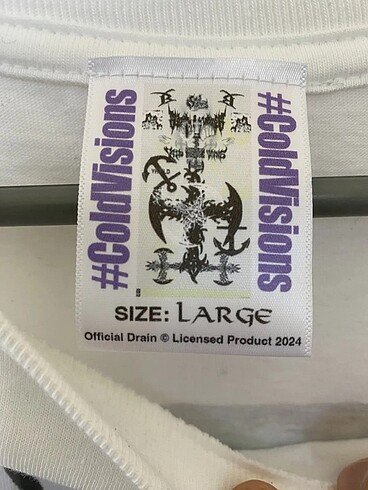 #ColdVisions
#ColdVisions
SIZE: LARGE
Official Drain © Licensed Product 2024